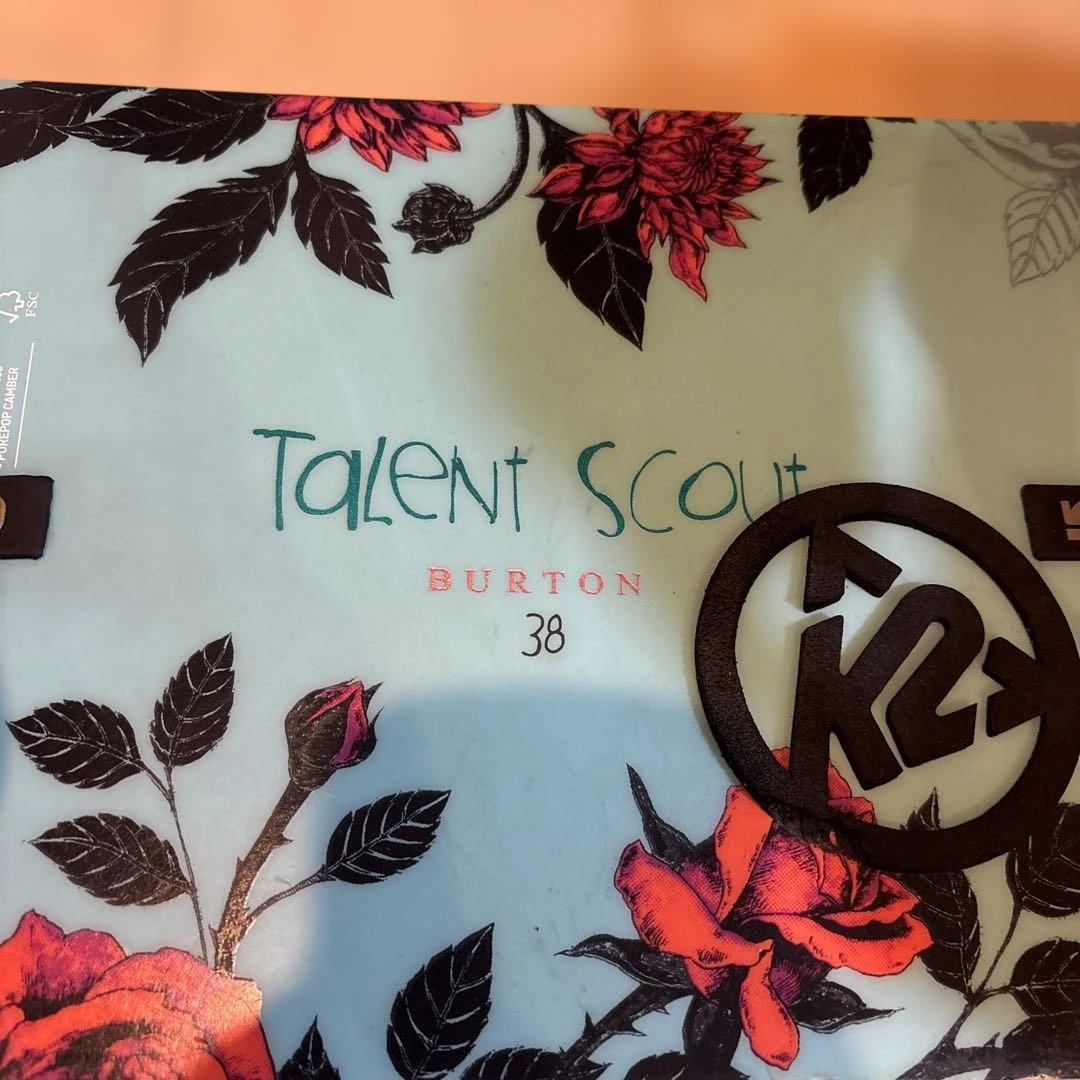 FSC
PUREPOP CAMBER
Talent Scout
BURTON
38
K2